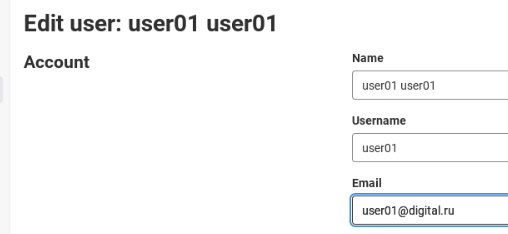 Edit user: user01 user01
Account
Name
user01 user01
Username
user01
Email
user01@digital.ru